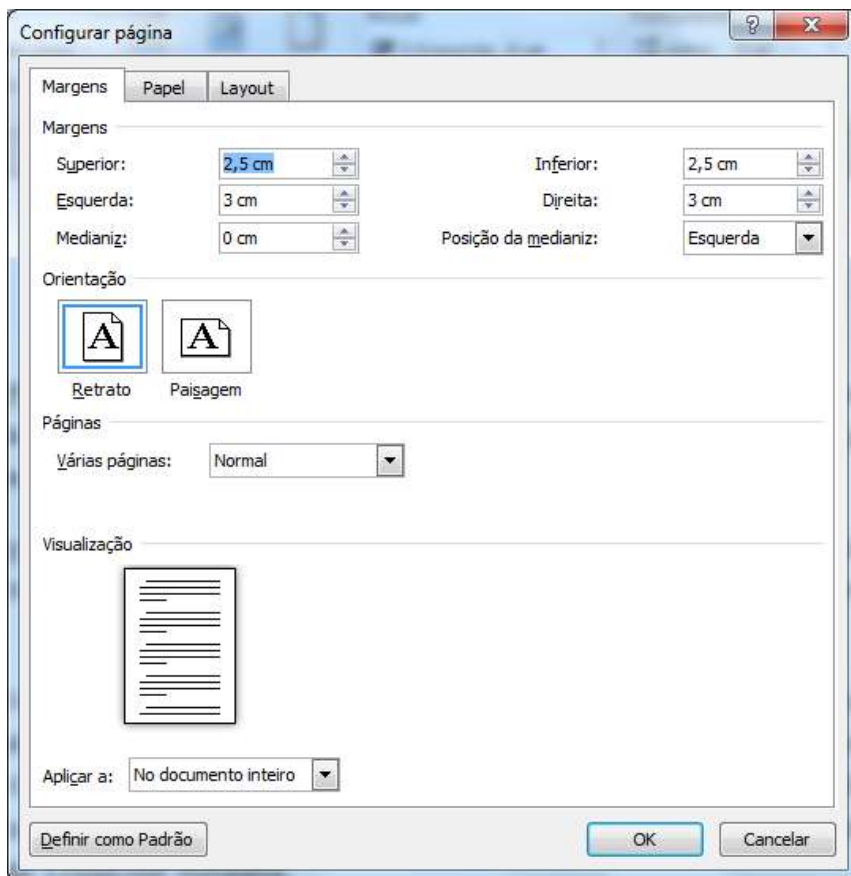 Configurar página
Margens Papel Layout
Margens
Superior: 2,5 cm Inferior: 2,5 cm
Esquerda: 3 cm Direita: 3 cm
Medianiz: 0 cm Posição da medianiz: Esquerda
Orientação
A A
Retrato Paisagem
Páginas
Várias páginas: Normal
Visualização
Aplicar a: No documento inteiro
Definir como Padrão OK Cancelar